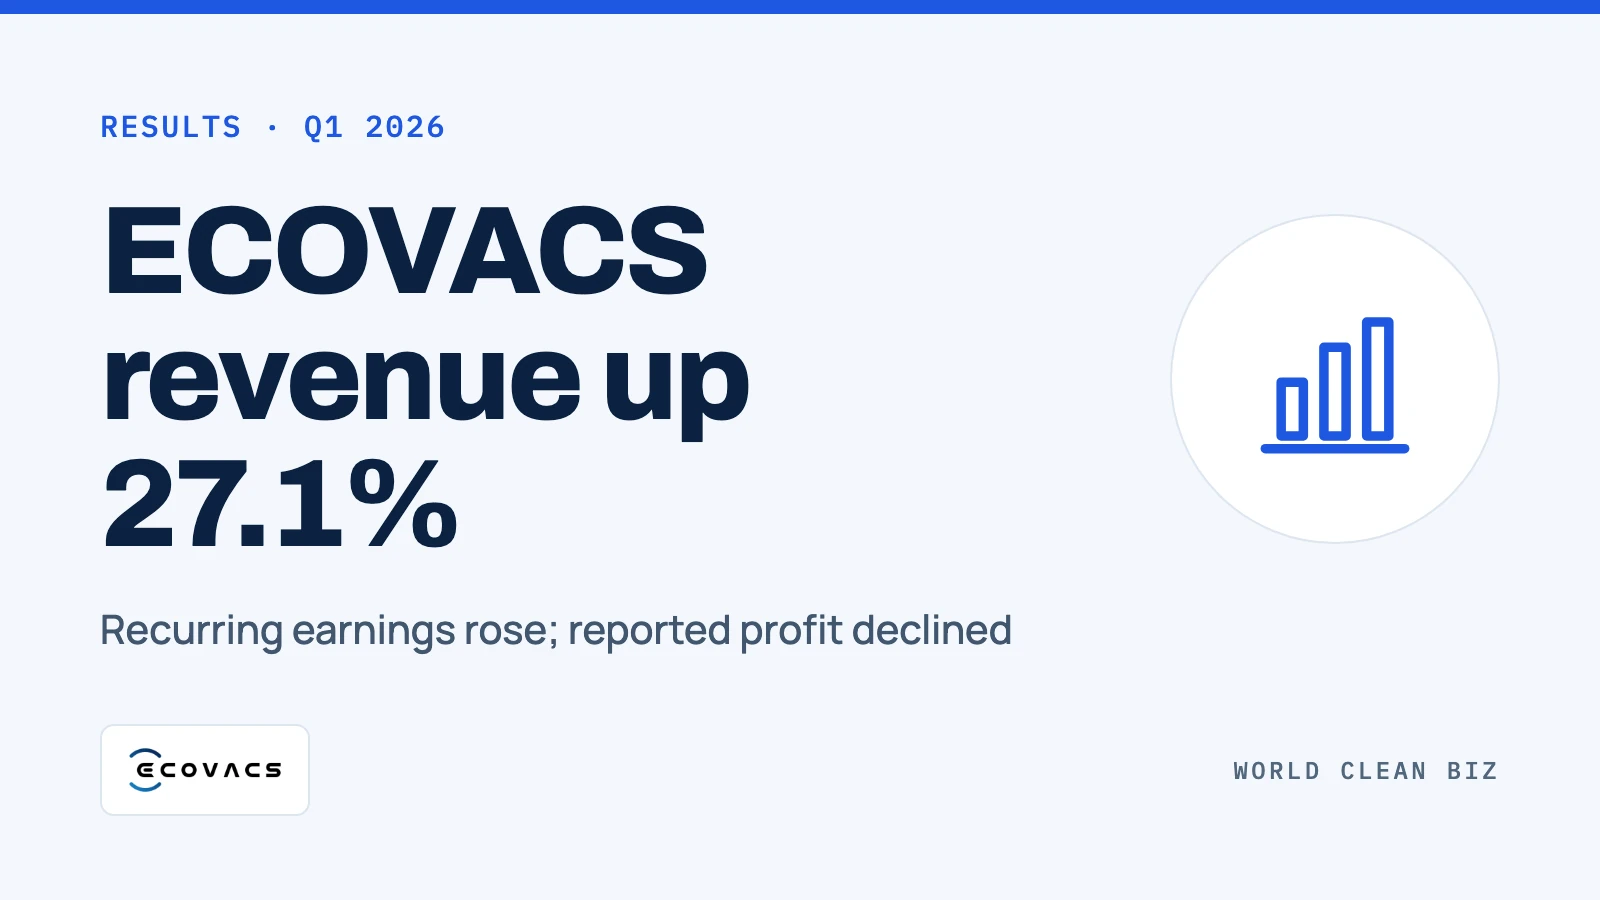 RESULTS · Q1 2026
ECOVACS
revenue up
27.1%
Recurring earnings rose; reported profit declined
ECOVACS
WORLD CLEAN BIZ